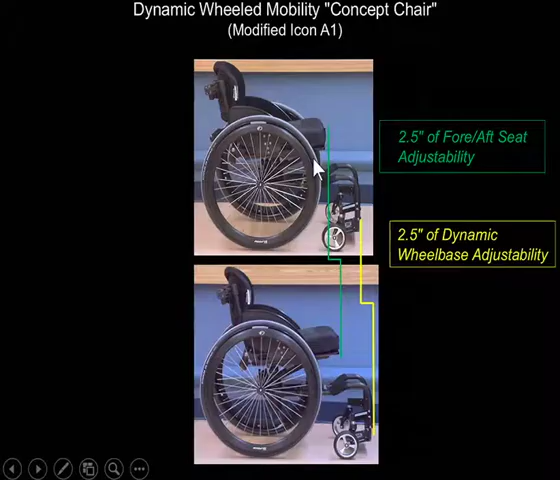 Dynamic Wheeled Mobility "Concept Chair"
(Modified Icon A1)
2.5" of Fore/Aft Seat
Adjustability
2.5" of Dynamic
Wheelbase Adjustability